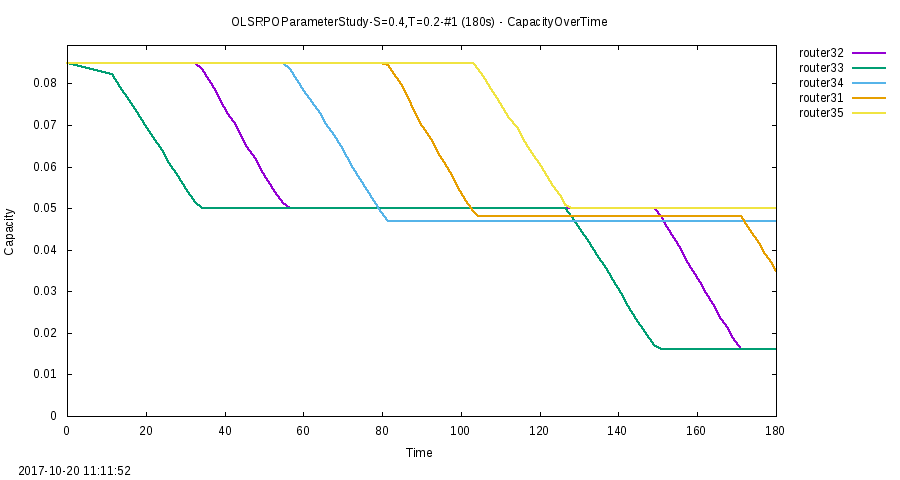 OLSRPOParameterStudy-S=0.4,T=0.2-#1 (180s) - CapacityOverTime
router32
router33
router34
router31
router35
0.08
0.07
0.06
0.05
0.04
0.03
0.02
0.01
0
Capacity
0 20 40 60 80 100 120 140 160 180
Time
2017-10-20 11:11:52